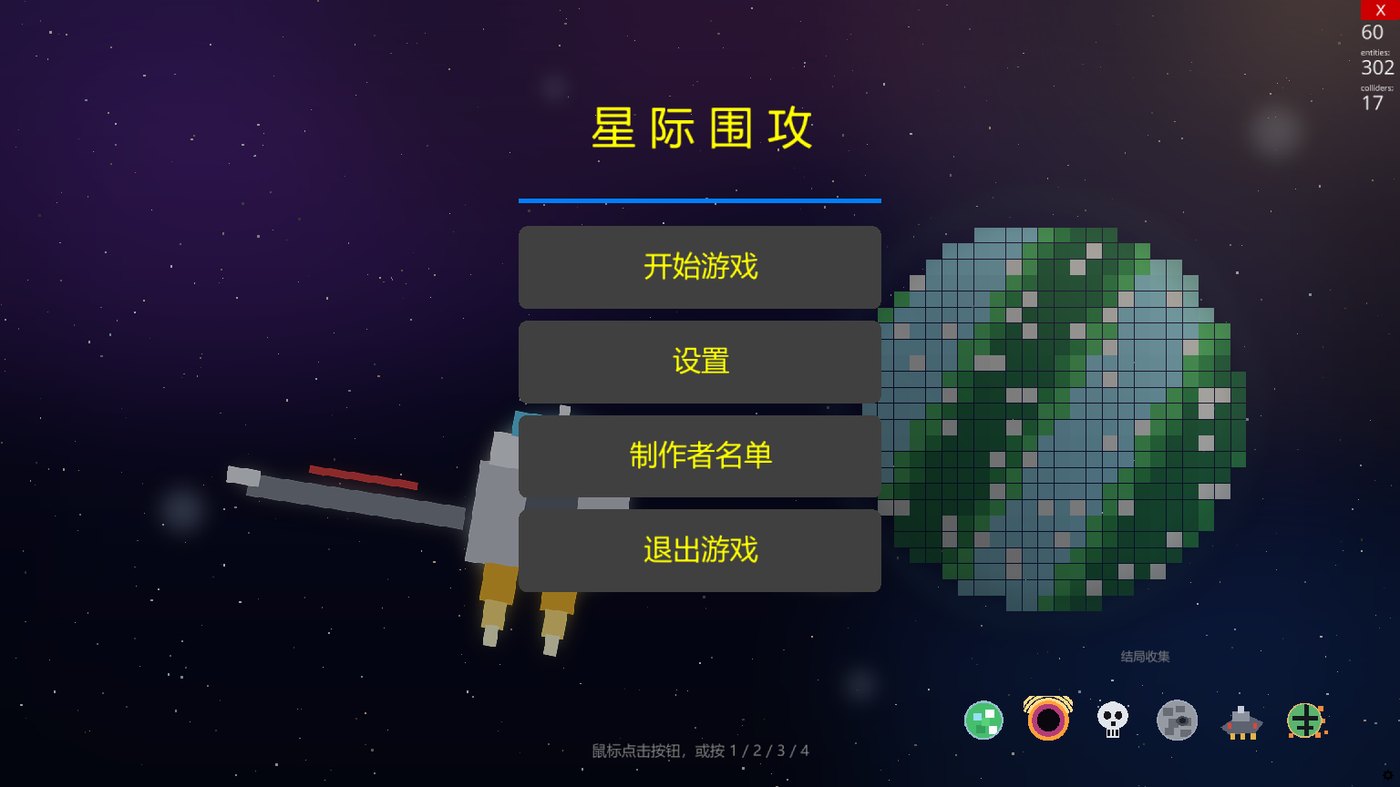 X
60
entities:
302
colliders:
17
星际围攻
开始游戏
设置
制作者名单
退出游戏
结局收集
鼠标点击按钮，或按 1 / 2 / 3 / 4